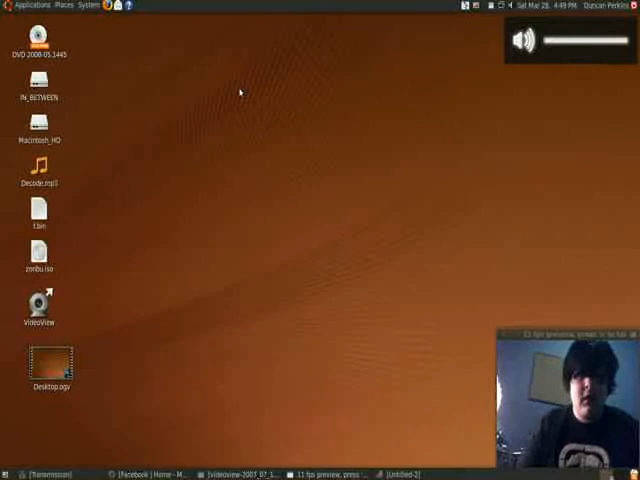 Applications Places System
Sat Mar 28, 4:49 PM Duncan Perkins
DVD 2008-05.1445
IN_BETWEEN
Macintosh_HD
Decode.mp3
f.bin
zonbu.iso
VideoView
Desktop.ogv
[Transmission]
[Facebook | Home - M...
[videoview-2007_07_1...
11 fps preview, press
[Untitled-2]